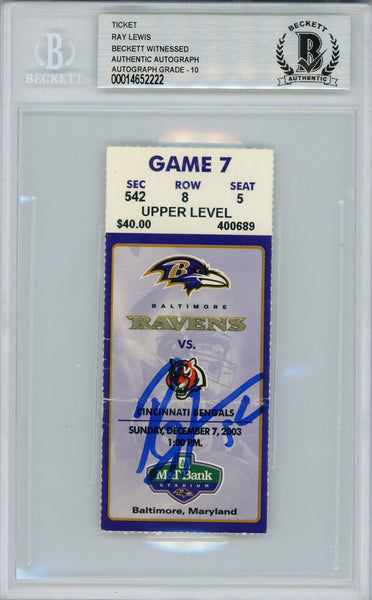 TICKET
RAY LEWIS
BECKETT WITNESSED
AUTHENTIC AUTOGRAPH
AUTOGRAPH GRADE - 10
00014652222
BECKETT
BECKETT
AUTHENTIC
GAME 7
SEC ROW SEAT
542 8 5
UPPER LEVEL
$40.00 400689
B
BALTIMORE
RAVENS
VS.
CINCINNATI BENGALS
SUNDAY, DECEMBER 7, 2003
1:00 P.M.
M&T Bank
STADIUM
Baltimore, Maryland